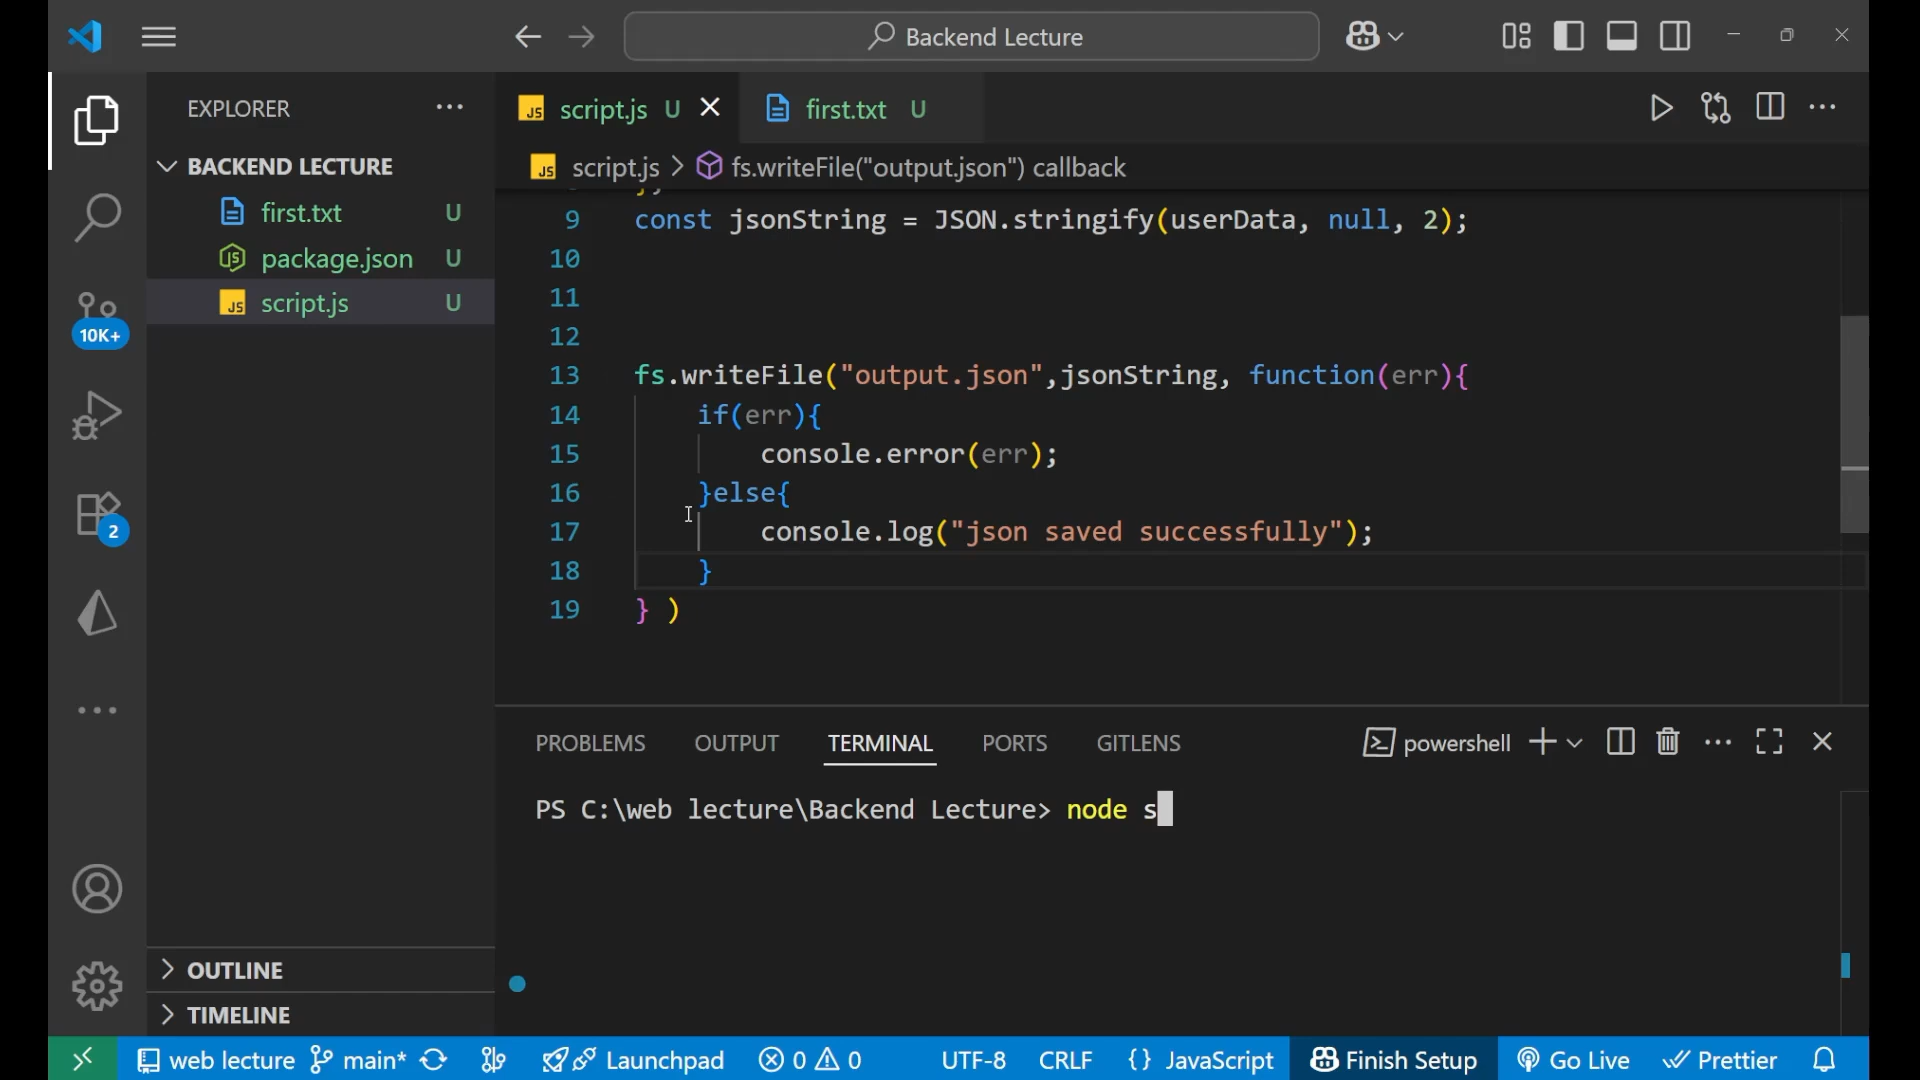 Backend Lecture
EXPLORER
BACKEND LECTURE
first.txt U
package.json U
script.js U
10K+
2
OUTLINE
TIMELINE
JS script.js U
first.txt U
JS script.js > fs.writeFile("output.json") callback
9 const jsonString = JSON.stringify(userData, null, 2);
10
11
12
13 fs.writeFile("output.json",jsonString, function(err){
14 if(err){
15 console.error(err);
16 }else{
17 console.log("json saved successfully");
18 }
19 } )
PROBLEMS OUTPUT TERMINAL PORTS GITLENS
powershell
PS C:\web lecture\Backend Lecture> node s
web lecture main* Launchpad 0 0 UTF-8 CRLF {} JavaScript Finish Setup Go Live Prettier